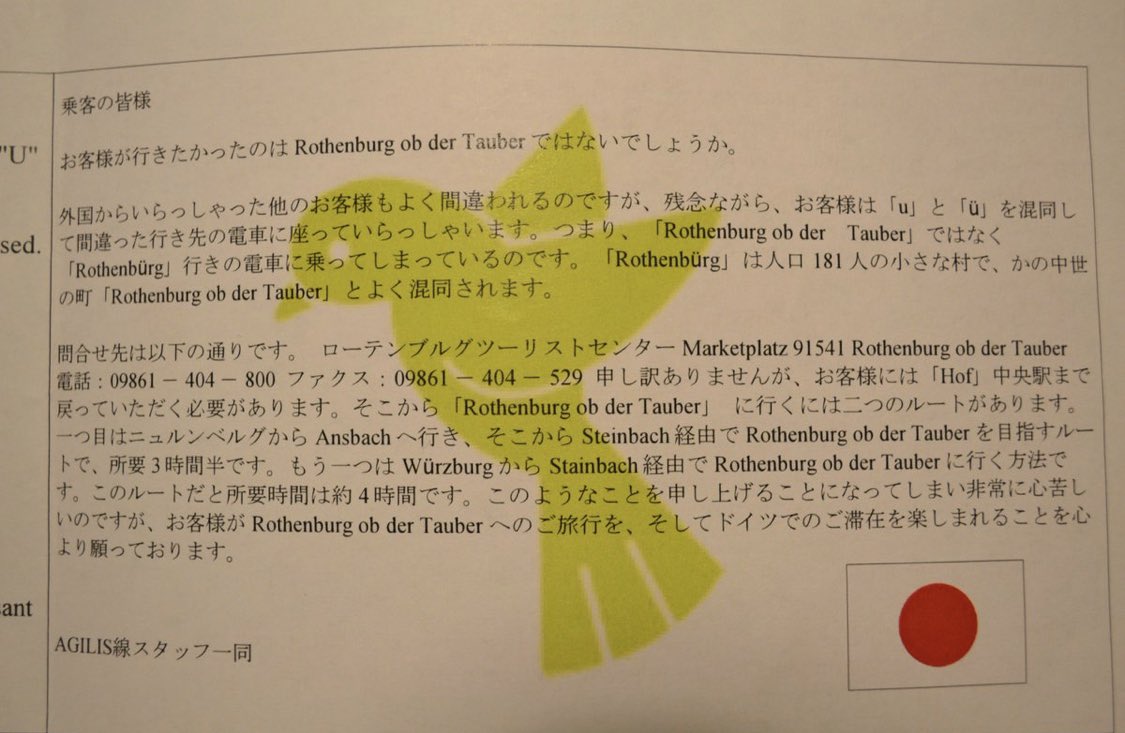 "U"
sed.
sant
乗客の皆様
お客様が行きたかったのは Rothenburg ob der Tauber ではないでしょうか。
外国からいらっしゃった他のお客様もよく間違われるのですが、残念ながら、お客様は「u」と「ü」を混同し
て間違った行き先の電車に座っていらっしゃいます。つまり、「Rothenburg ob der　Tauber」ではなく
「Rothenbürg」行きの電車に乗ってしまっているのです。「Rothenbürg」は人口 181 人の小さな村で、かの中世
の町「Rothenburg ob der Tauber」とよく混同されます。
問合せ先は以下の通りです。 ローテンブルグツーリストセンター Marketplatz 91541 Rothenburg ob der Tauber
電話：09861－404－800 ファクス：09861－404－529 申し訳ありませんが、お客様には「Hof」中央駅まで
戻っていただく必要があります。そこから「Rothenburg ob der Tauber」 に行くには二つのルートがあります。
一つ目はニュルンベルグから Ansbach へ行き、そこから Steinbach 経由で Rothenburg ob der Tauber を目指すルー
トで、所要 3 時間半です。もう一つは Würzburg から Stainbach 経由で Rothenburg ob der Tauber に行く方法で
す。このルートだと所要時間は約 4 時間です。このようなことを申し上げることになってしまい非常に心苦し
いのですが、お客様が Rothenburg ob der Tauber へのご旅行を、そしてドイツでのご滞在を楽しまれることを心
より願っております。
AGILIS線スタッフ一同